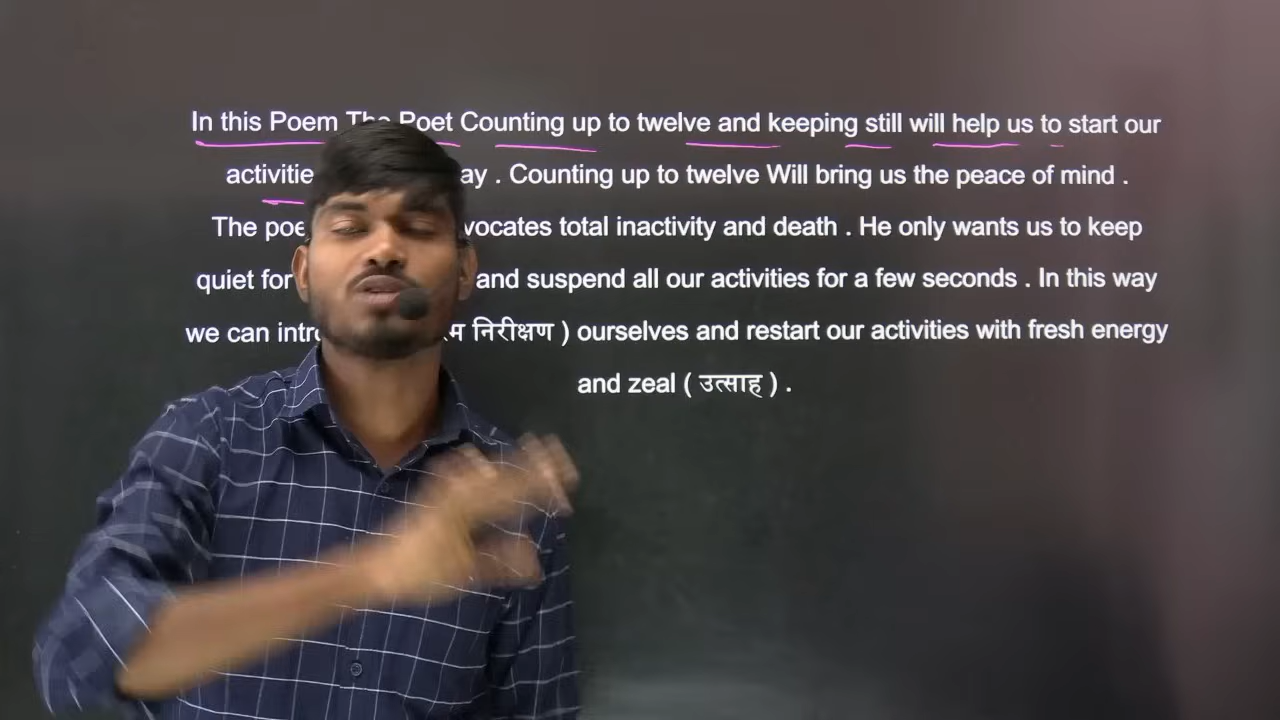 In this Poem The Poet Counting up to twelve and keeping still will help us to start our
activitie ay . Counting up to twelve Will bring us the peace of mind .
The poe vocates total inactivity and death . He only wants us to keep
quiet for and suspend all our activities for a few seconds . In this way
we can intr म निरीक्षण ) ourselves and restart our activities with fresh energy
and zeal ( उत्साह ) .